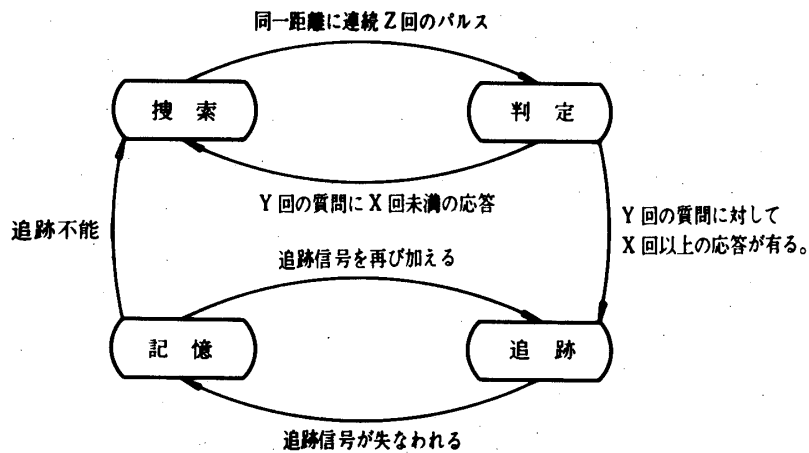 同一距離に連続Z回のパルス
捜索
判定
Y回の質問にX回未満の応答
追跡不能
Y回の質問に対して
X回以上の応答が有る。
追跡信号を再び加える
記憶
追跡
追跡信号が失なわれる